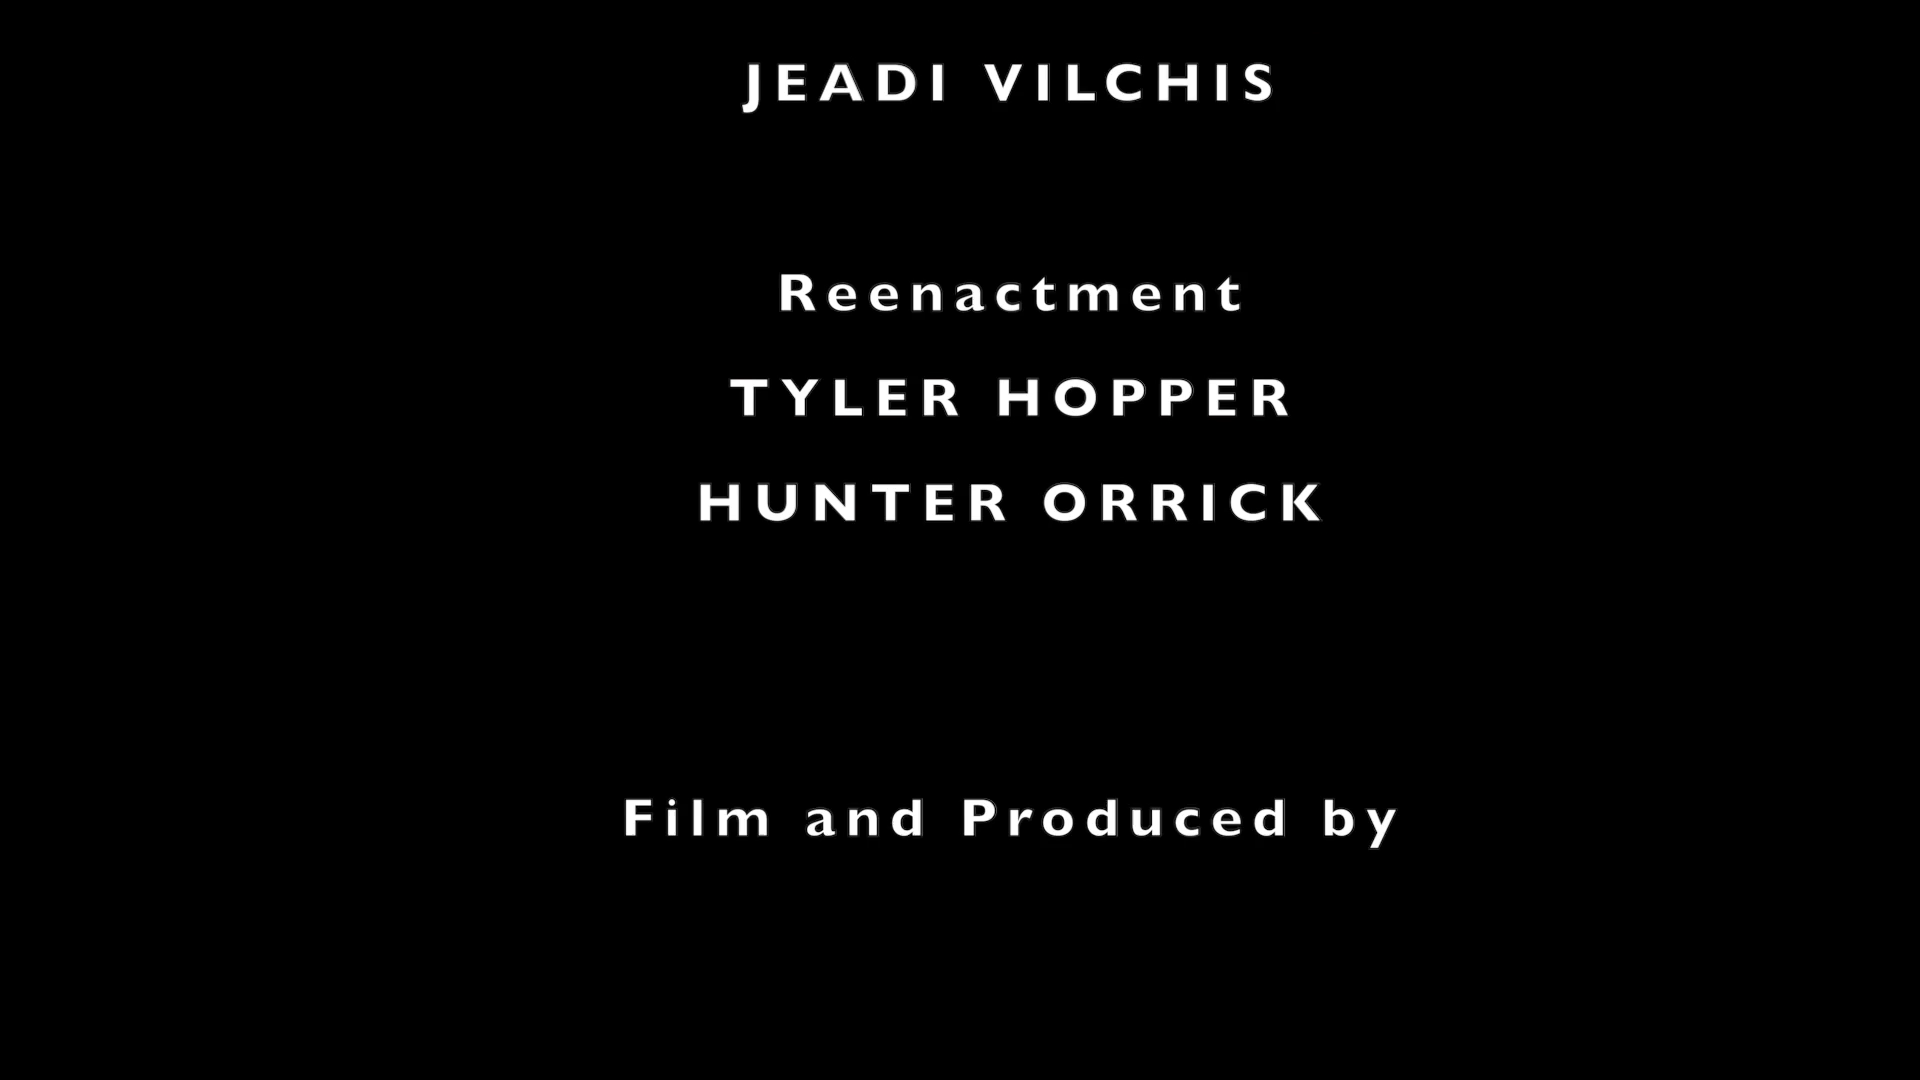 JEADI VILCHIS
Reenactment
TYLER HOPPER
HUNTER ORRICK
Film and Produced by